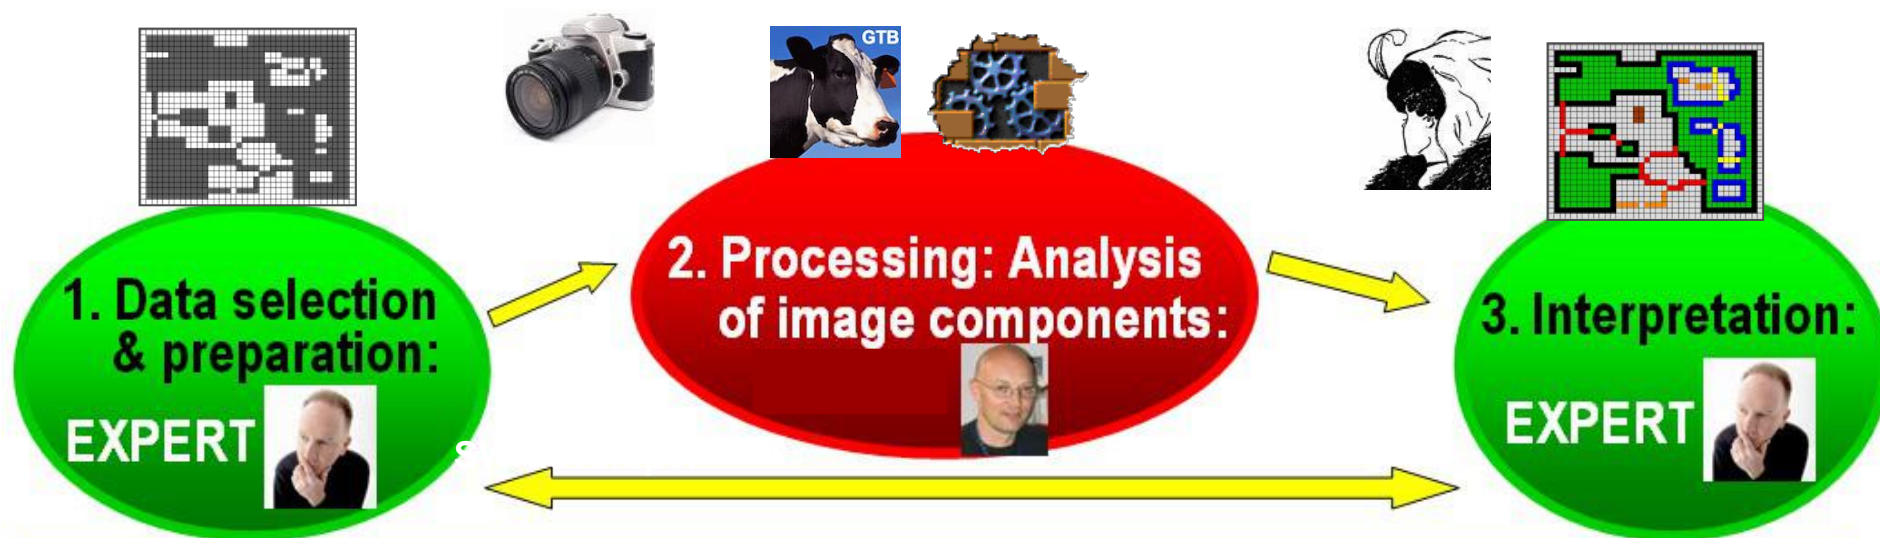 GTB
1. Data selection
& preparation:
EXPERT
2. Processing: Analysis
of image components:
3. Interpretation:
EXPERT